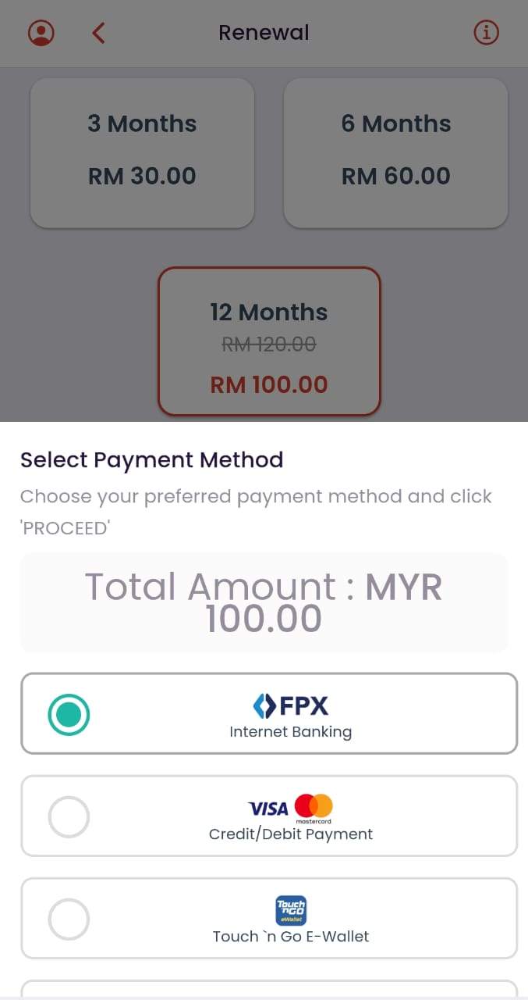 Renewal
3 Months
RM 30.00
6 Months
RM 60.00
12 Months
RM 120.00
RM 100.00
Select Payment Method
Choose your preferred payment method and click
'PROCEED'
Total Amount : MYR
100.00
FPX
Internet Banking
VISA
mastercard
Credit/Debit Payment
Touch
'nGO
eWallet
Touch `n Go E-Wallet